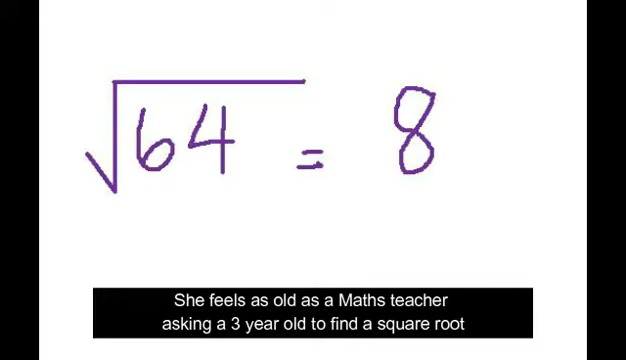 √64 = 8
She feels as old as a Maths teacher
asking a 3 year old to find a square root